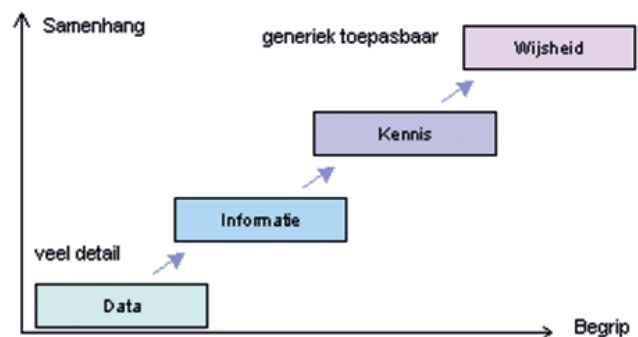 Samenhang
generiek toepasbaar
Wijsheid
Kennis
Informatie
veel detail
Data
Begrip